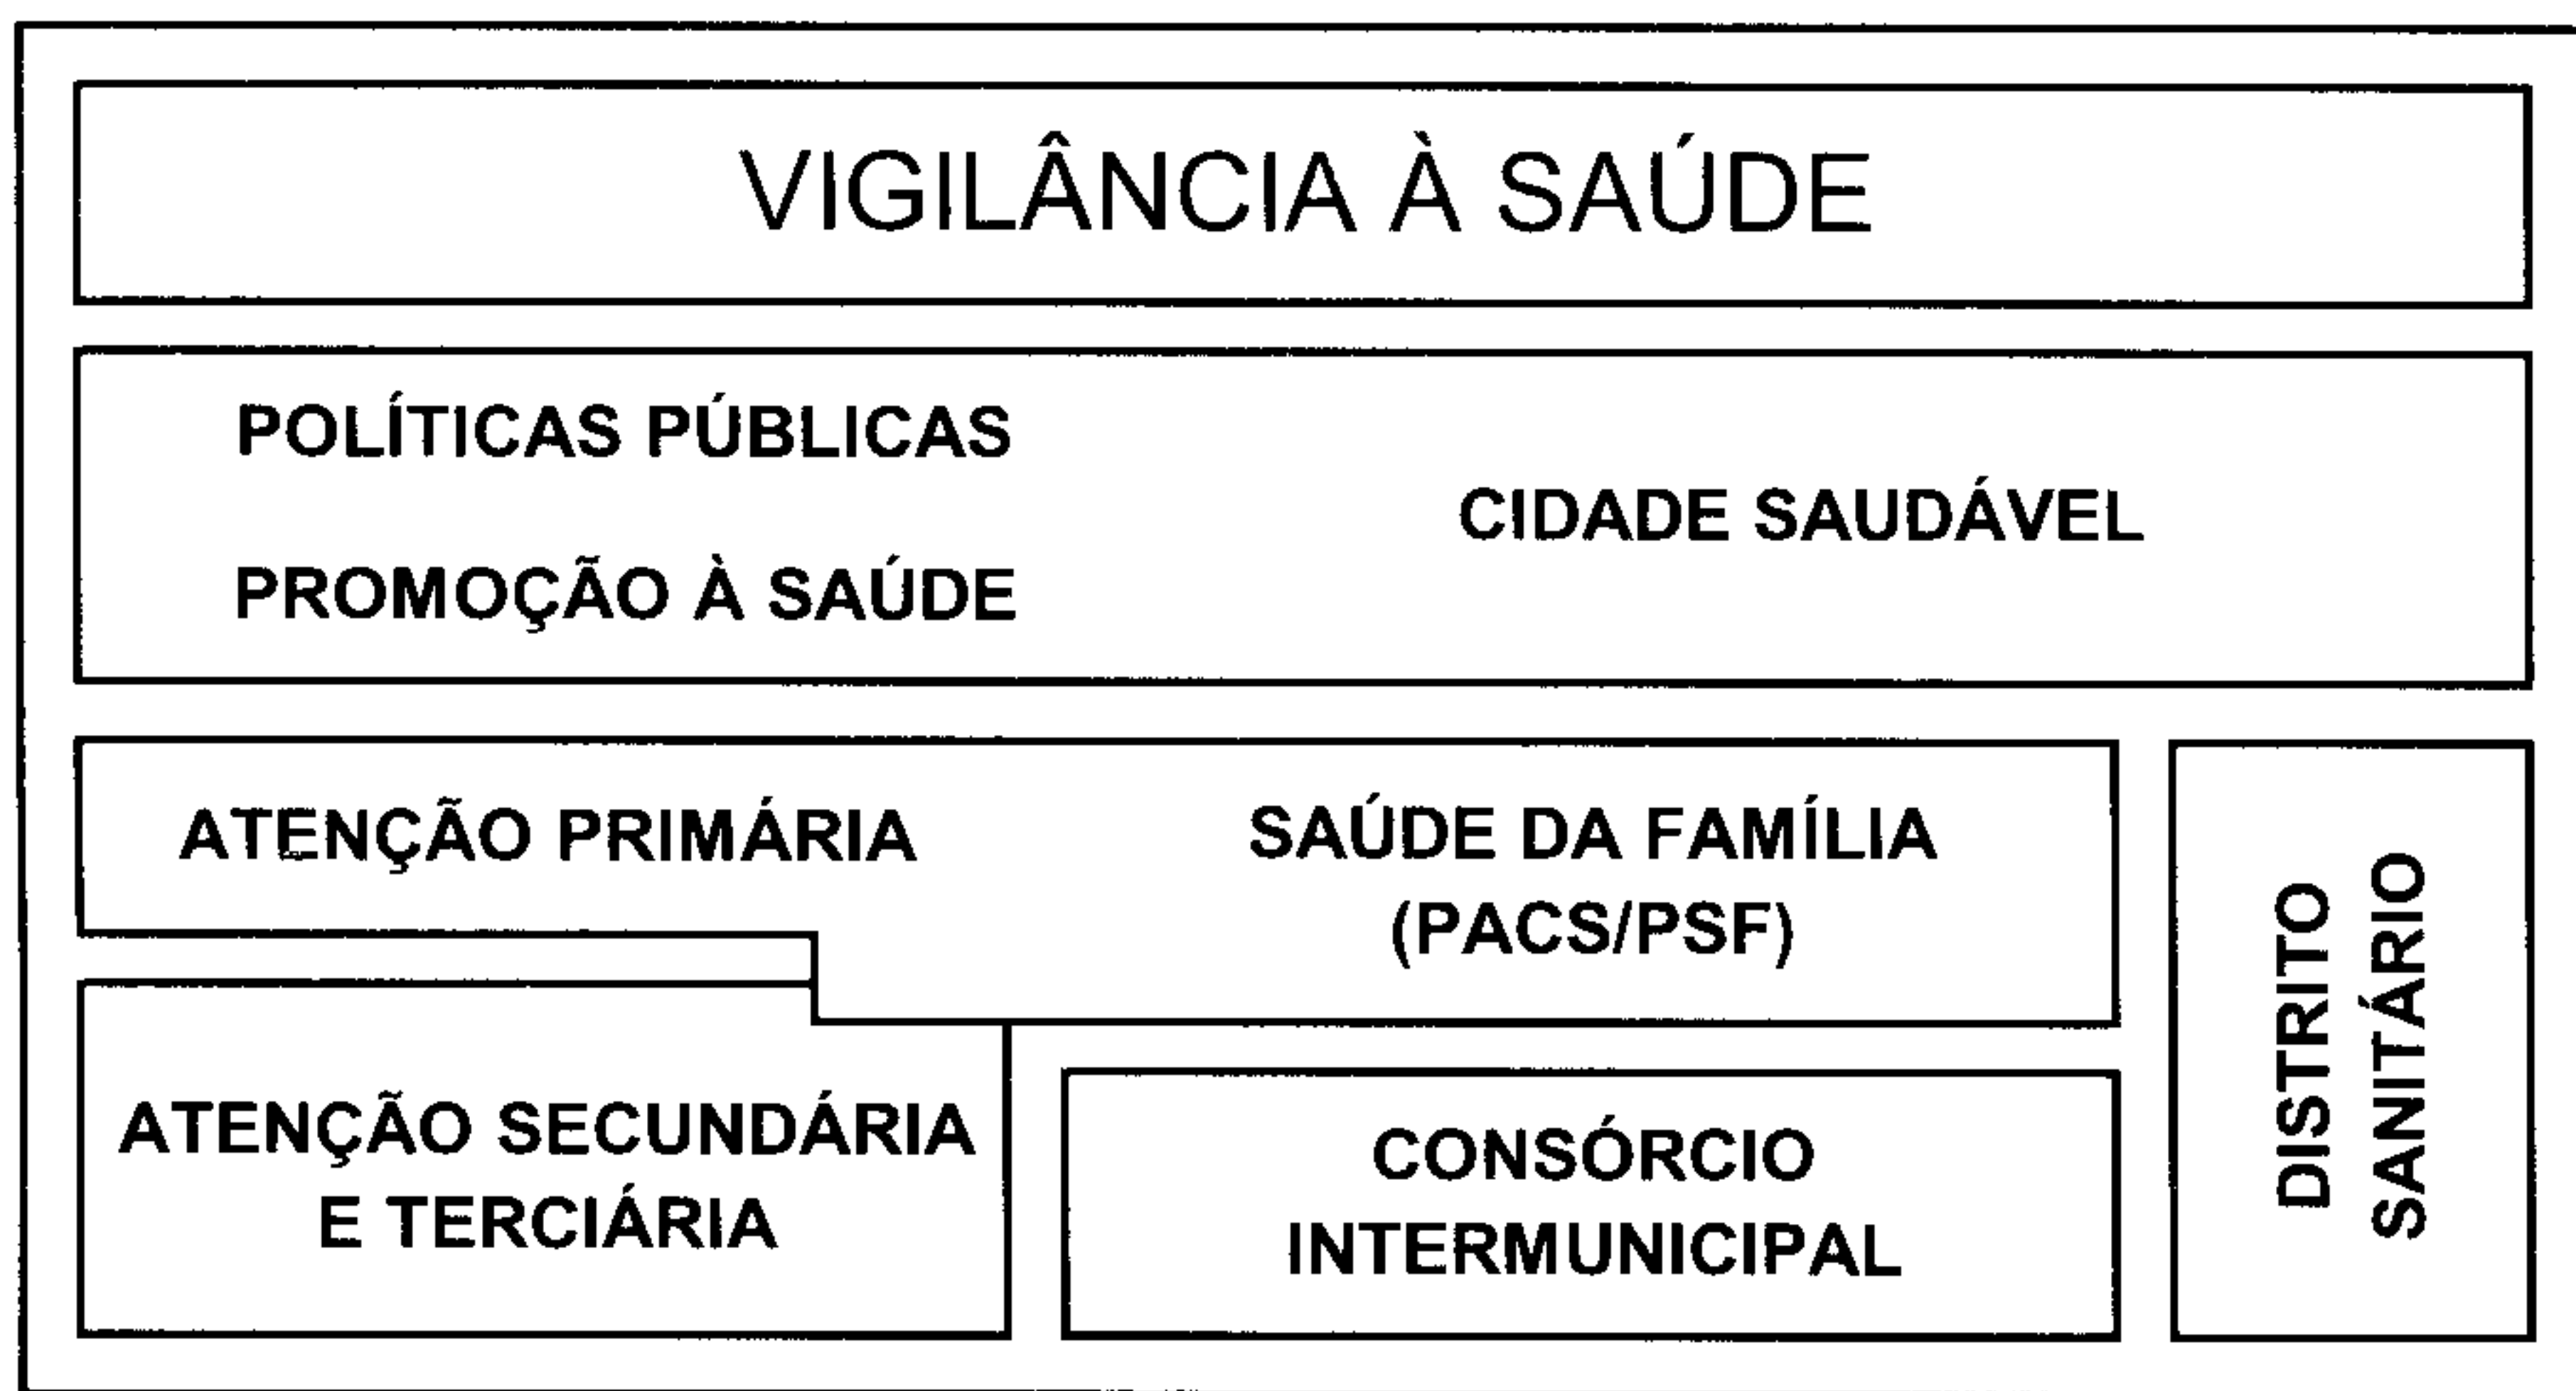 VIGILÂNCIA À SAÚDE
POLÍTICAS PÚBLICAS
PROMOÇÃO À SAÚDE
CIDADE SAUDÁVEL
ATENÇÃO PRIMÁRIA
SAÚDE DA FAMÍLIA
(PACS/PSF)
ATENÇÃO SECUNDÁRIA
E TERCIÁRIA
CONSÓRCIO
INTERMUNICIPAL
DISTRITO
SANITÁRIO